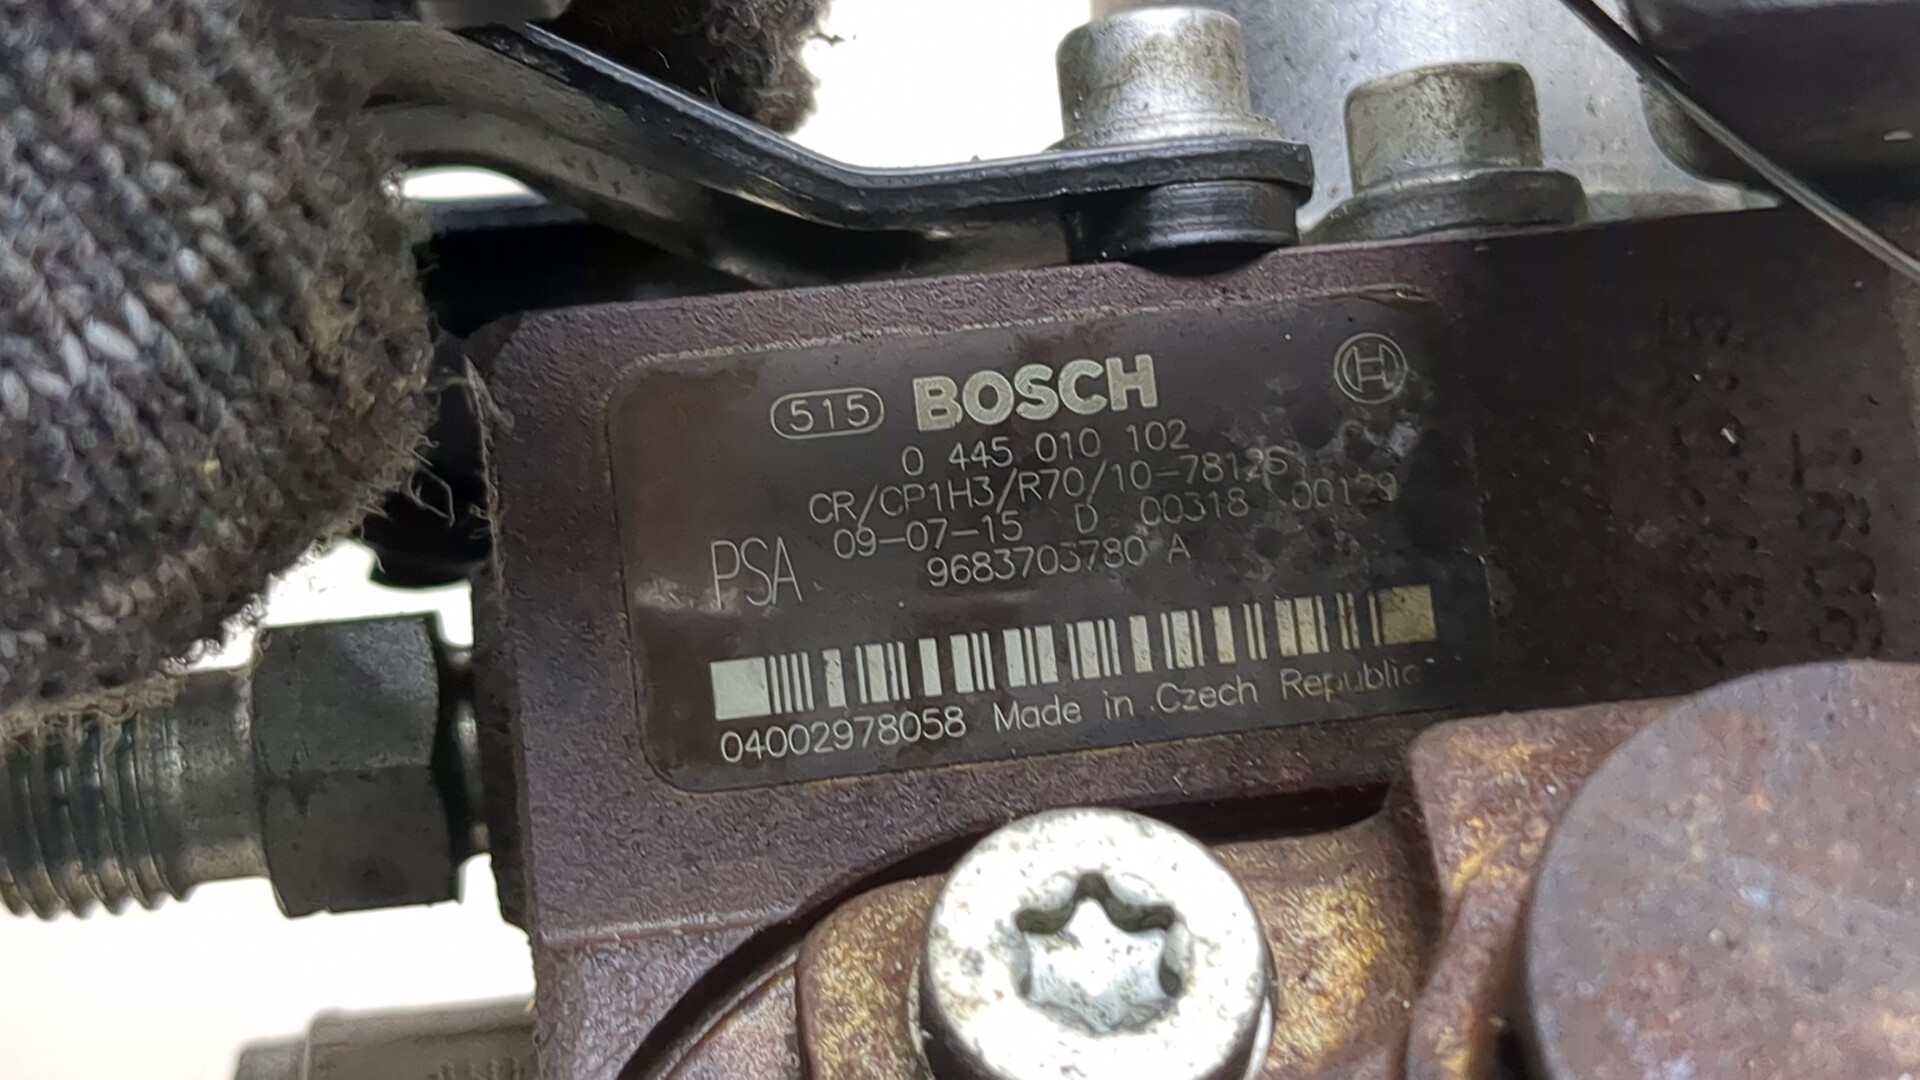 515 BOSCH
0 445 010 102
CR/CP1H3/R70/10-78126
09-07-15 D 00318 00129
PSA 9683703780 A
04002978058 Made in Czech Republic